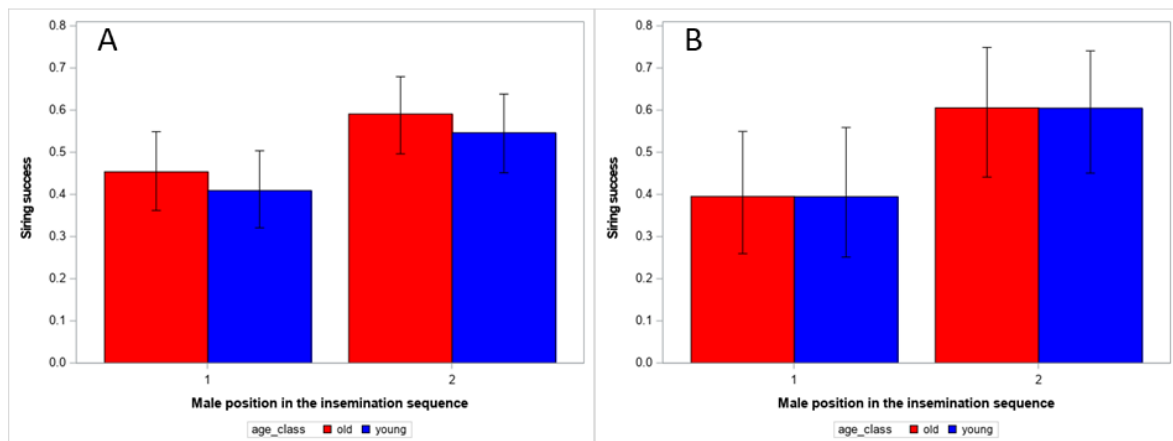 A
0.8
0.7
0.6
0.5
0.4
0.3
0.2
0.1
0.0
Siring success
1
2
Male position in the insemination sequence
age_class old young
B
0.8
0.7
0.6
0.5
0.4
0.3
0.2
0.1
0.0
Siring success
1
2
Male position in the insemination sequence
age_class old young